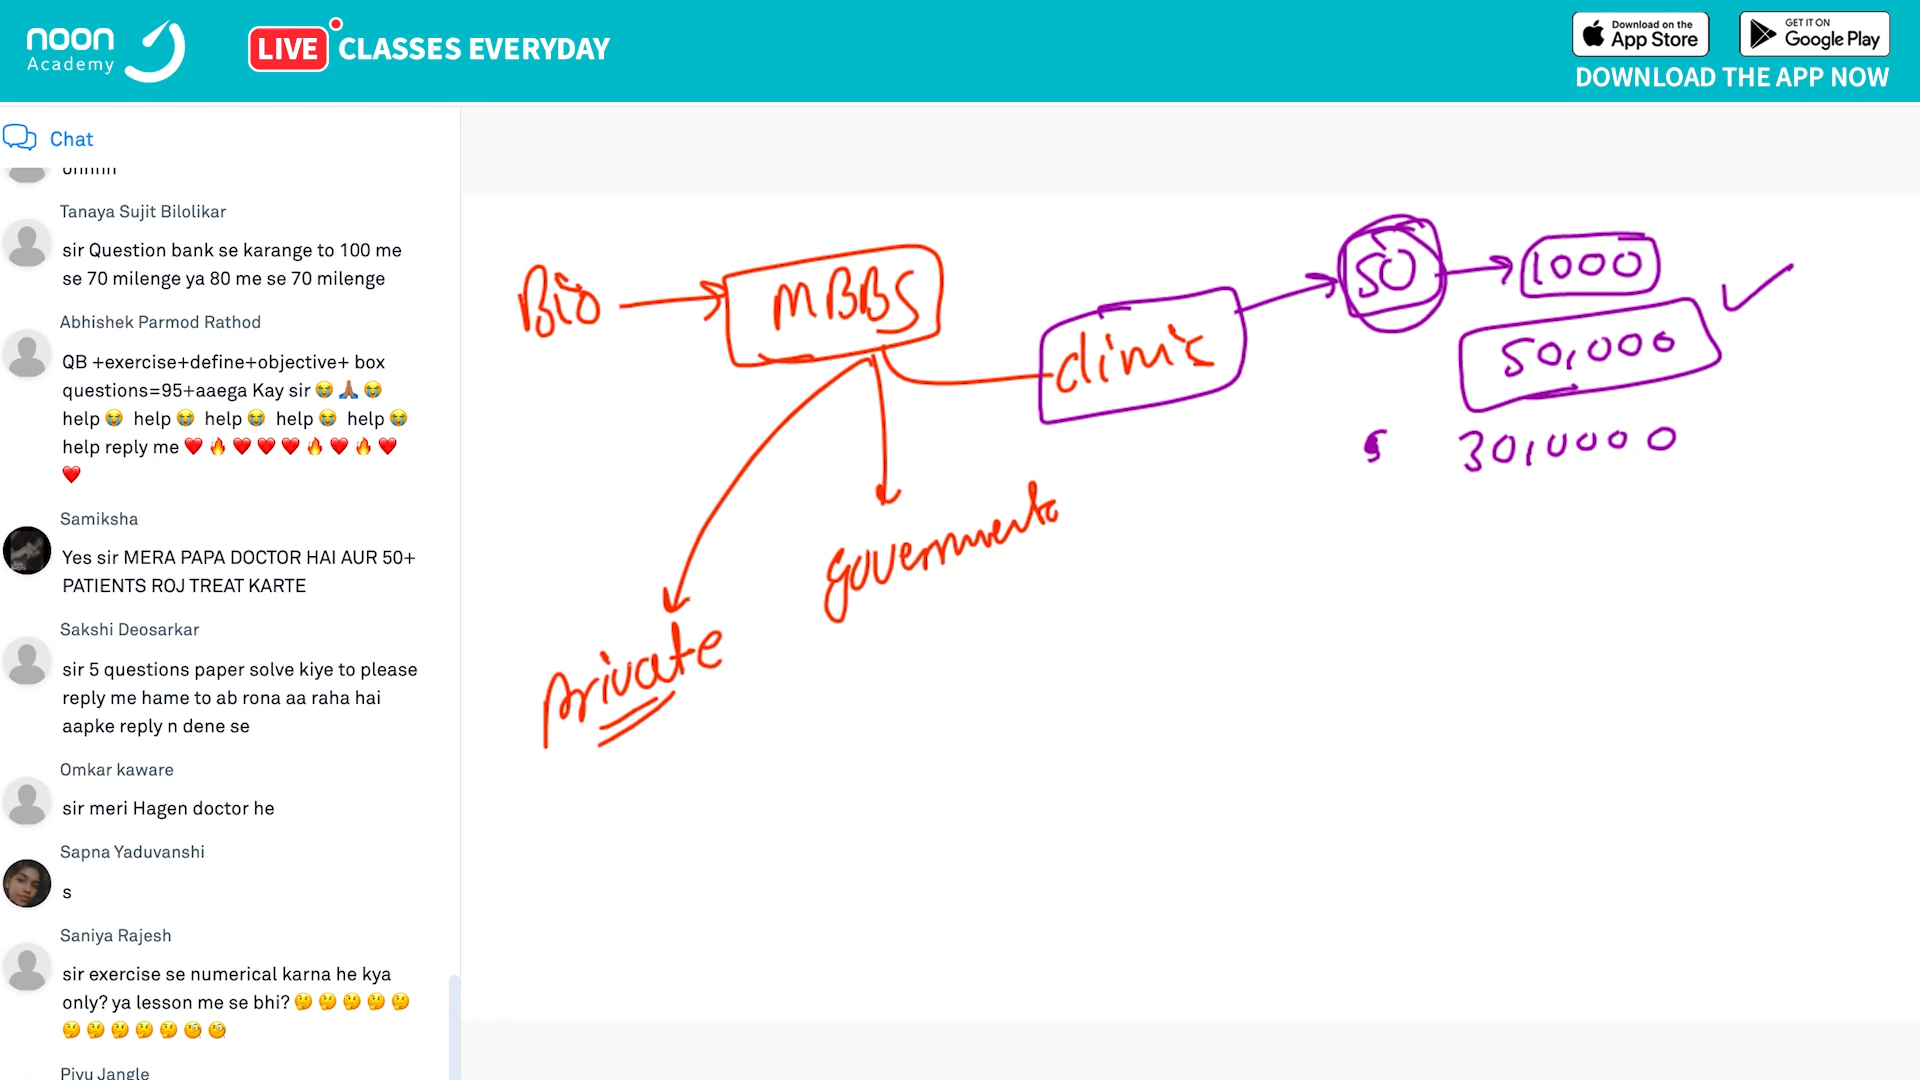 noon
Academy
LIVE CLASSES EVERYDAY
Download on the
App Store
GET IT ON
Google Play
DOWNLOAD THE APP NOW
Chat
Tanaya Sujit Bilolikar
sir Question bank se karange to 100 me
se 70 milenge ya 80 me se 70 milenge
Abhishek Parmod Rathod
QB +exercise+define+objective+ box
questions=95+aaega Kay sir 😭 🙏🏽 😭
help 😭 help 😭 help 😭 help 😭 help 😭
help reply me ❤️ 🔥 ❤️ ❤️ ❤️ 🔥 ❤️ 🔥 ❤️
❤️
Samiksha
Yes sir MERA PAPA DOCTOR HAI AUR 50+
PATIENTS ROJ TREAT KARTE
Sakshi Deosarkar
sir 5 questions paper solve kiye to please
reply me hame to ab rona aa raha hai
aapke reply n dene se
Omkar kaware
sir meri Hagen doctor he
Sapna Yaduvanshi
s
Saniya Rajesh
sir exercise se numerical karna he kya
only? ya lesson me se bhi? 🤔 🤔 🤔 🤔 🤔
🤔 🤔 🤔 🤔 🤔 🧐 🧐
Piyu Jangle
Bio → MBBS
clinic → 50 → 1000
50,000 ✓
30,0000
government
private